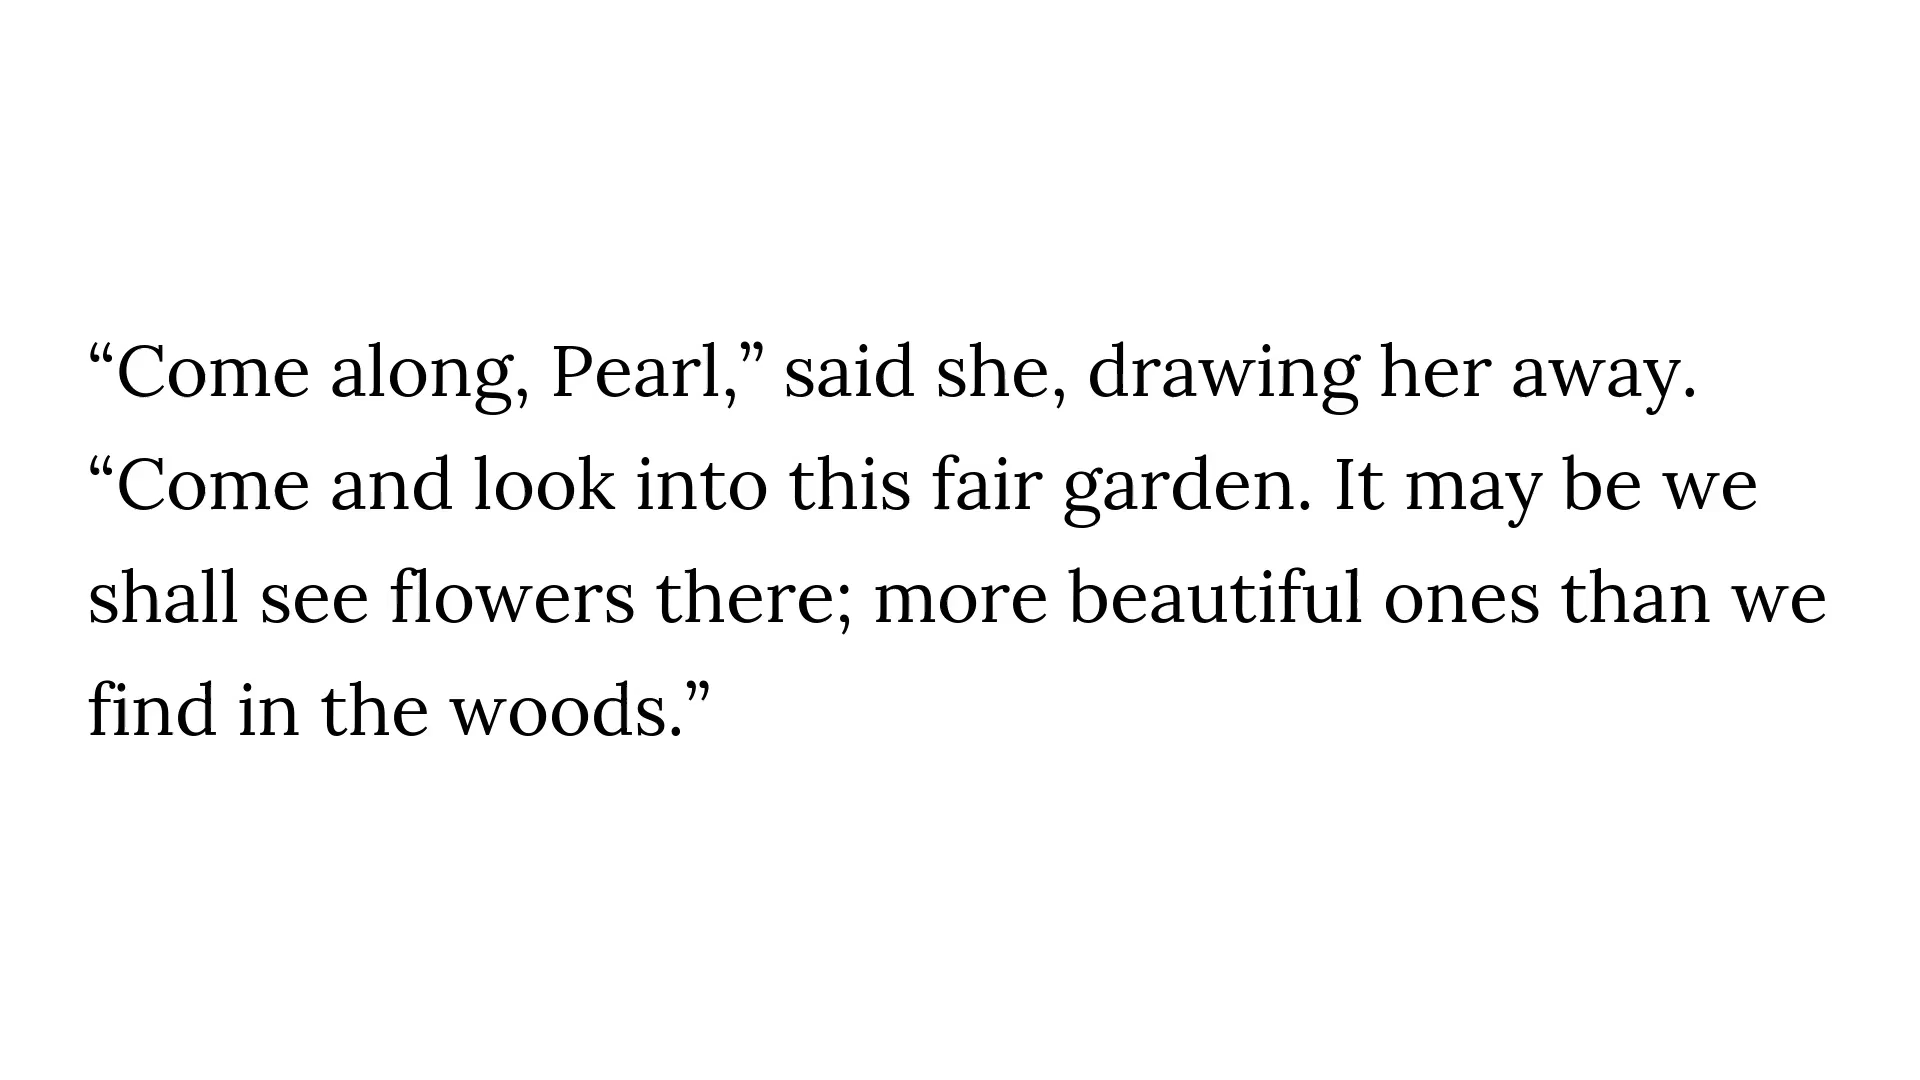 “Come along, Pearl,” said she, drawing her away.
“Come and look into this fair garden. It may be we
shall see flowers there; more beautiful ones than we
find in the woods.”